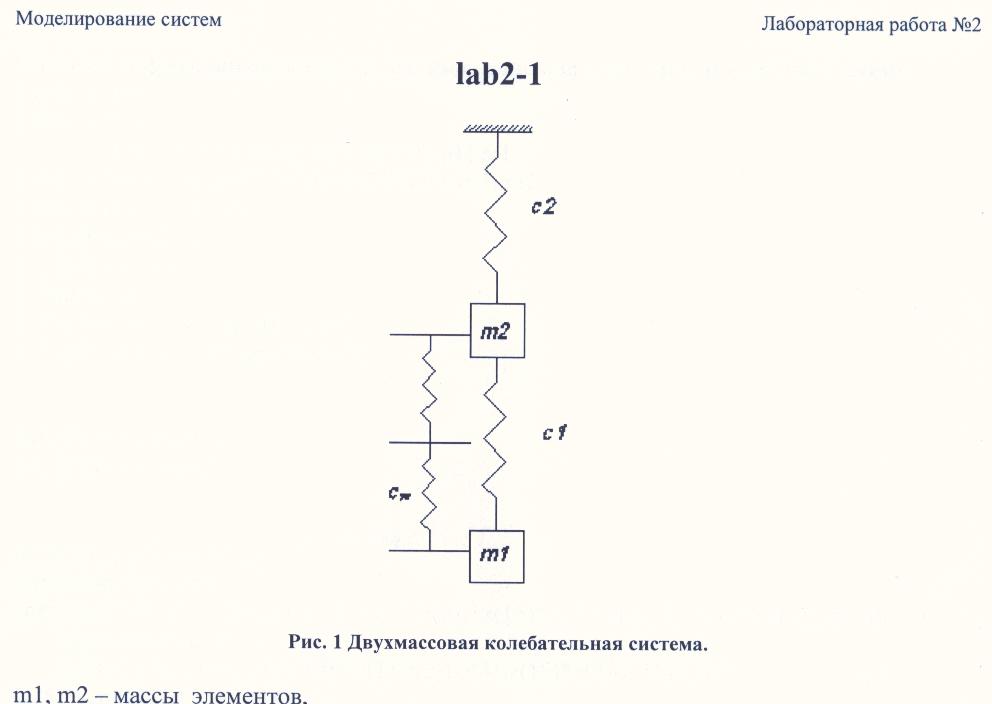 Моделирование систем
Лабораторная работа №2
lab2-1
c2
m2
c1
cж
m1
Рис. 1 Двухмассовая колебательная система.
m1, m2 – массы элементов,